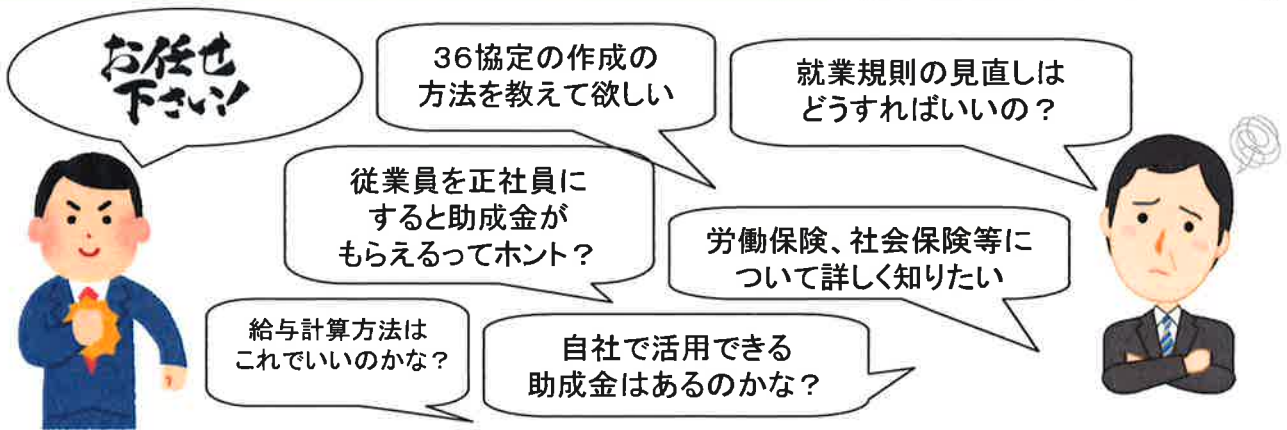 お任せ
下さい!
36協定の作成の
方法を教えて欲しい
就業規則の見直しは
どうすればいいの?
従業員を正社員に
すると助成金が
もらえるってホント?
労働保険、社会保険等に
ついて詳しく知りたい
給与計算方法は
これでいいのかな?
自社で活用できる
助成金はあるのかな?